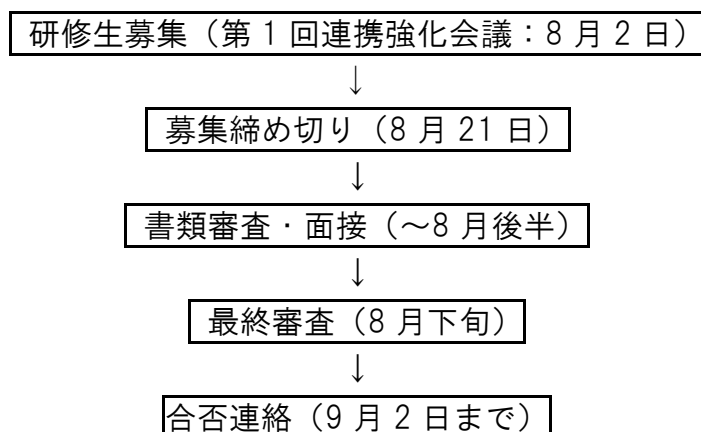 研修生募集（第１回連携強化会議：８月２日）
↓
募集締め切り（８月 21 日）
↓
書類審査・面接（～８月後半）
↓
最終審査（８月下旬）
↓
合否連絡（９月２日まで）